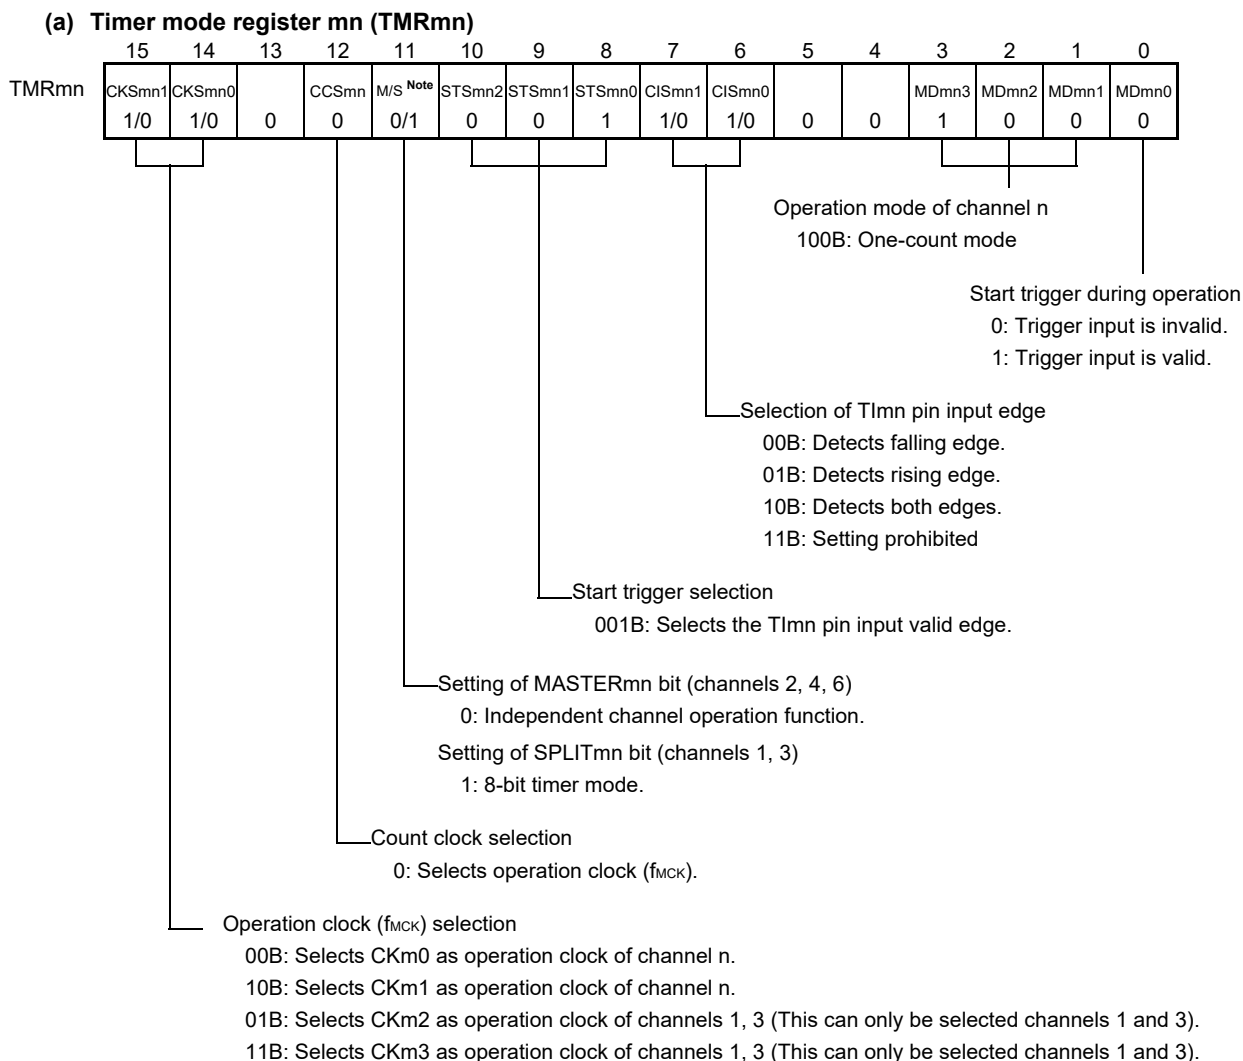 (a) Timer mode register mn (TMRmn)
15 14 13 12 11 10 9 8 7 6 5 4 3 2 1 0
TMRmn CKSmn1 CKSmn0 CCSmn M/S Note STSmn2 STSmn1 STSmn0 CISmn1 CISmn0 MDmn3 MDmn2 MDmn1 MDmn0
1/0 1/0 0 0 0/1 0 0 1 1/0 1/0 0 0 1 0 0 0
Operation mode of channel n
100B: One-count mode
Start trigger during operation
0: Trigger input is invalid.
1: Trigger input is valid.
Selection of TImn pin input edge
00B: Detects falling edge.
01B: Detects rising edge.
10B: Detects both edges.
11B: Setting prohibited
Start trigger selection
001B: Selects the TImn pin input valid edge.
Setting of MASTERmn bit (channels 2, 4, 6)
0: Independent channel operation function.
Setting of SPLITmn bit (channels 1, 3)
1: 8-bit timer mode.
Count clock selection
0: Selects operation clock (fMCK).
Operation clock (fMCK) selection
00B: Selects CKm0 as operation clock of channel n.
10B: Selects CKm1 as operation clock of channel n.
01B: Selects CKm2 as operation clock of channels 1, 3 (This can only be selected channels 1 and 3).
11B: Selects CKm3 as operation clock of channels 1, 3 (This can only be selected channels 1 and 3).